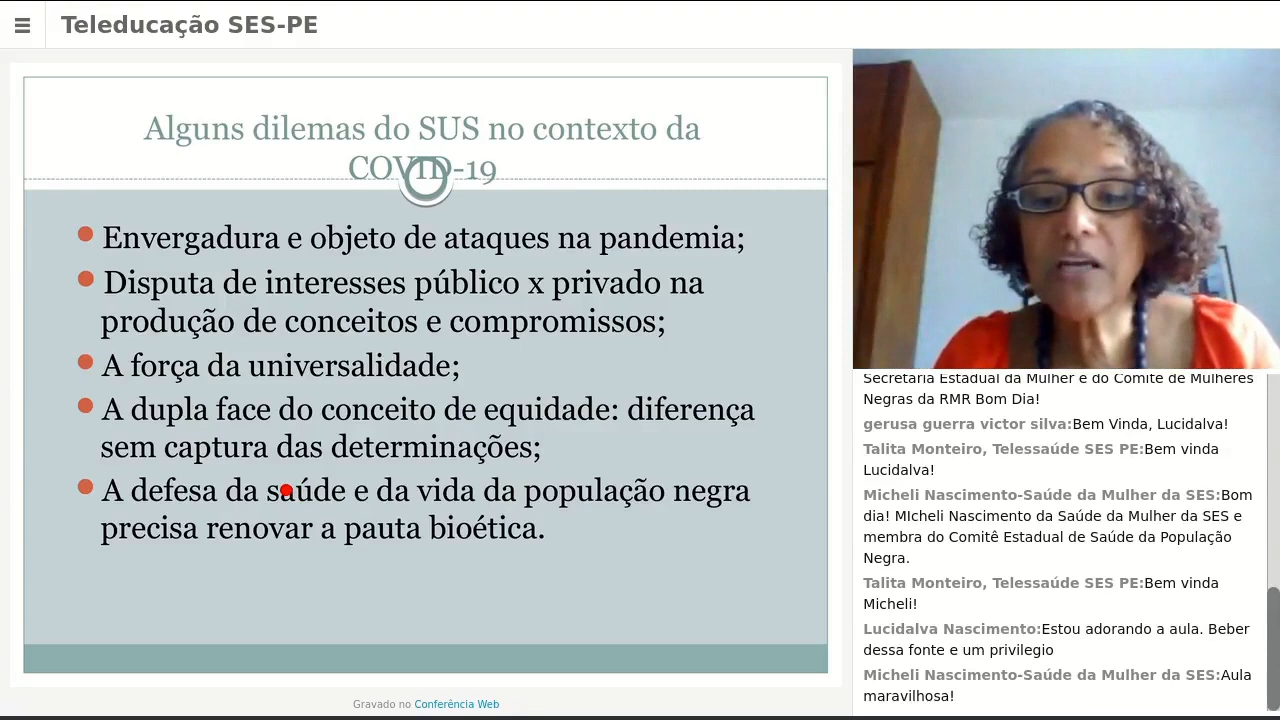 Teleducação SES-PE
Alguns dilemas do SUS no contexto da
COVID-19
Envergadura e objeto de ataques na pandemia;
Disputa de interesses público x privado na
produção de conceitos e compromissos;
A força da universalidade;
A dupla face do conceito de equidade: diferença
sem captura das determinações;
A defesa da saúde e da vida da população negra
precisa renovar a pauta bioética.
Gravado no Conferência Web
Secretaria Estadual da Mulher e do Comitê de Mulheres
Negras da RMR Bom Dia!
gerusa guerra victor silva:Bem Vinda, Lucidalva!
Talita Monteiro, Telessaúde SES PE:Bem vinda
Lucidalva!
Micheli Nascimento-Saúde da Mulher da SES:Bom
dia! MIcheli Nascimento da Saúde da Mulher da SES e
membra do Comitê Estadual de Saúde da População
Negra.
Talita Monteiro, Telessaúde SES PE:Bem vinda
Micheli!
Lucidalva Nascimento:Estou adorando a aula. Beber
dessa fonte e um privilegio
Micheli Nascimento-Saúde da Mulher da SES:Aula
maravilhosa!